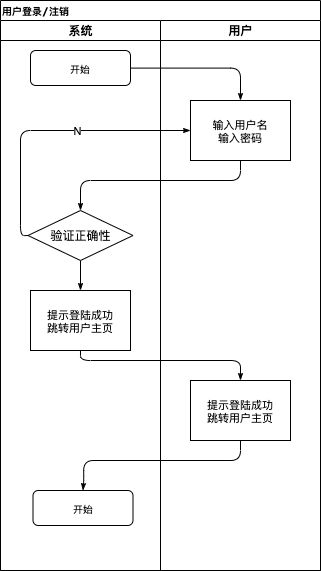 用户登录/注销
系统
用户
开始
输入用户名
输入密码
N
验证正确性
提示登陆成功
跳转用户主页
提示登陆成功
跳转用户主页
开始